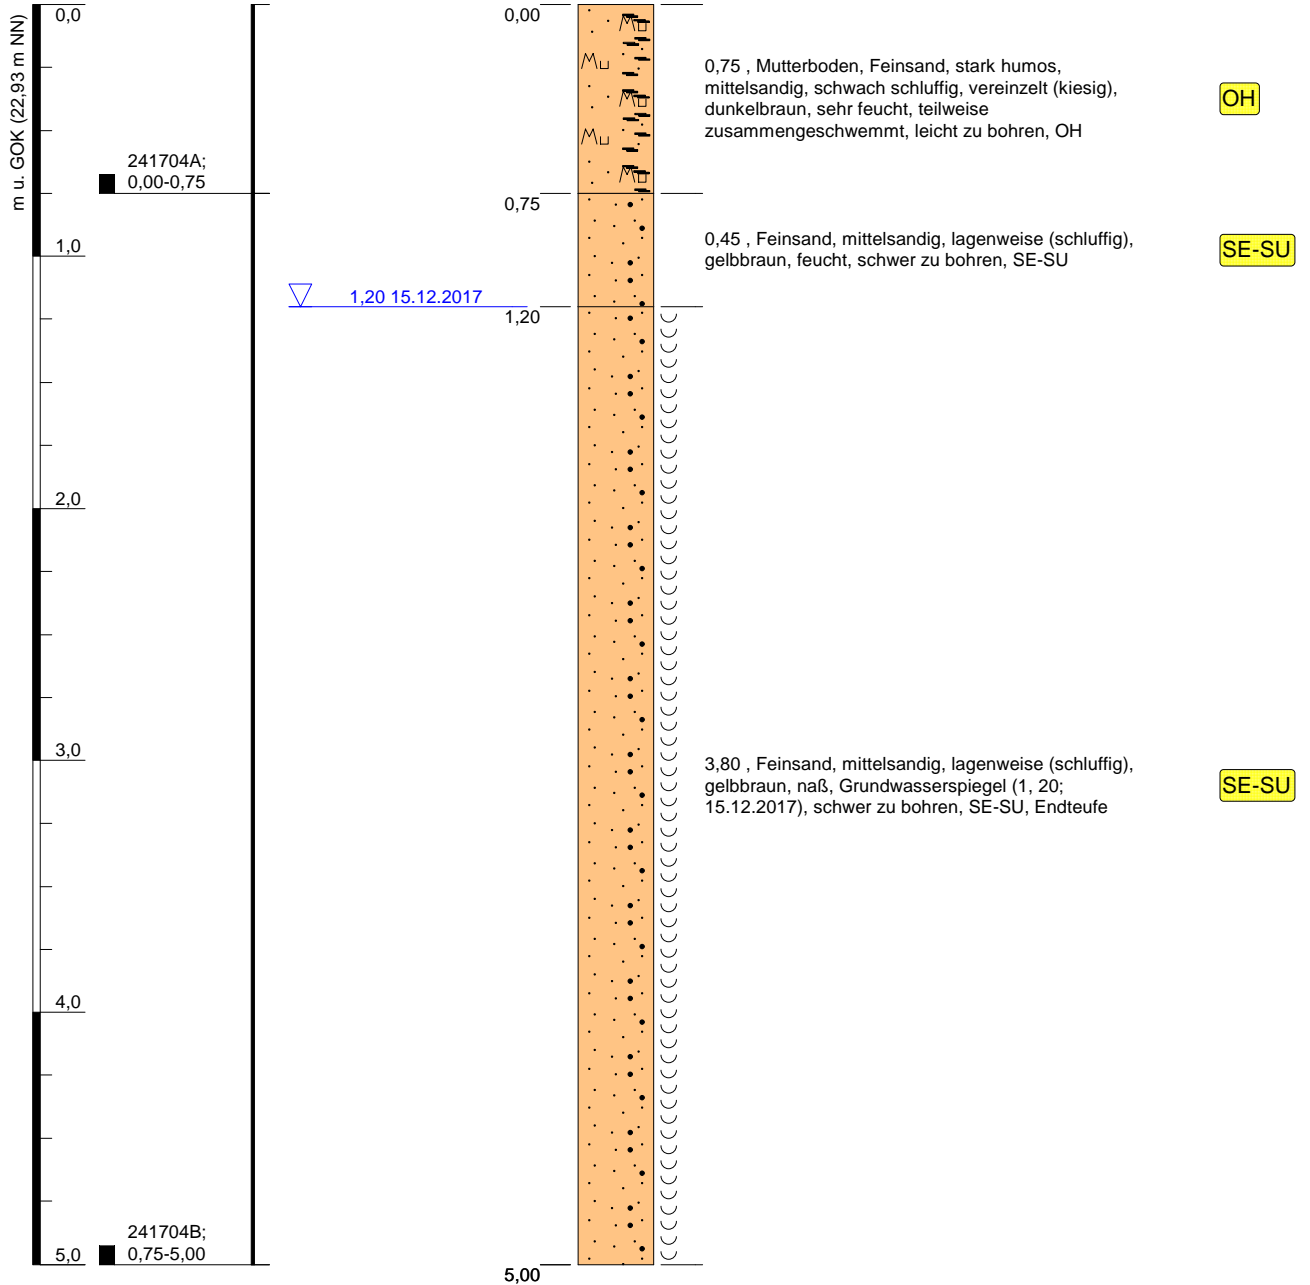 m u. GOK (22,93 m NN)
0,0
0,00
0,75 , Mutterboden, Feinsand, stark humos,
mittelsandig, schwach schluffig, vereinzelt (kiesig),
dunkelbraun, sehr feucht, teilweise
zusammengeschwemmt, leicht zu bohren, OH
OH
Mu
Mu
Mu
Mu
Mu
241704A;
0,00-0,75
0,75
0,45 , Feinsand, mittelsandig, lagenweise (schluffig),
gelbbraun, feucht, schwer zu bohren, SE-SU
SE-SU
1,0
1,20 15.12.2017
1,20
2,0
3,0
3,80 , Feinsand, mittelsandig, lagenweise (schluffig),
gelbbraun, naß, Grundwasserspiegel (1, 20;
15.12.2017), schwer zu bohren, SE-SU, Endteufe
SE-SU
4,0
241704B;
0,75-5,00
5,0
5,00